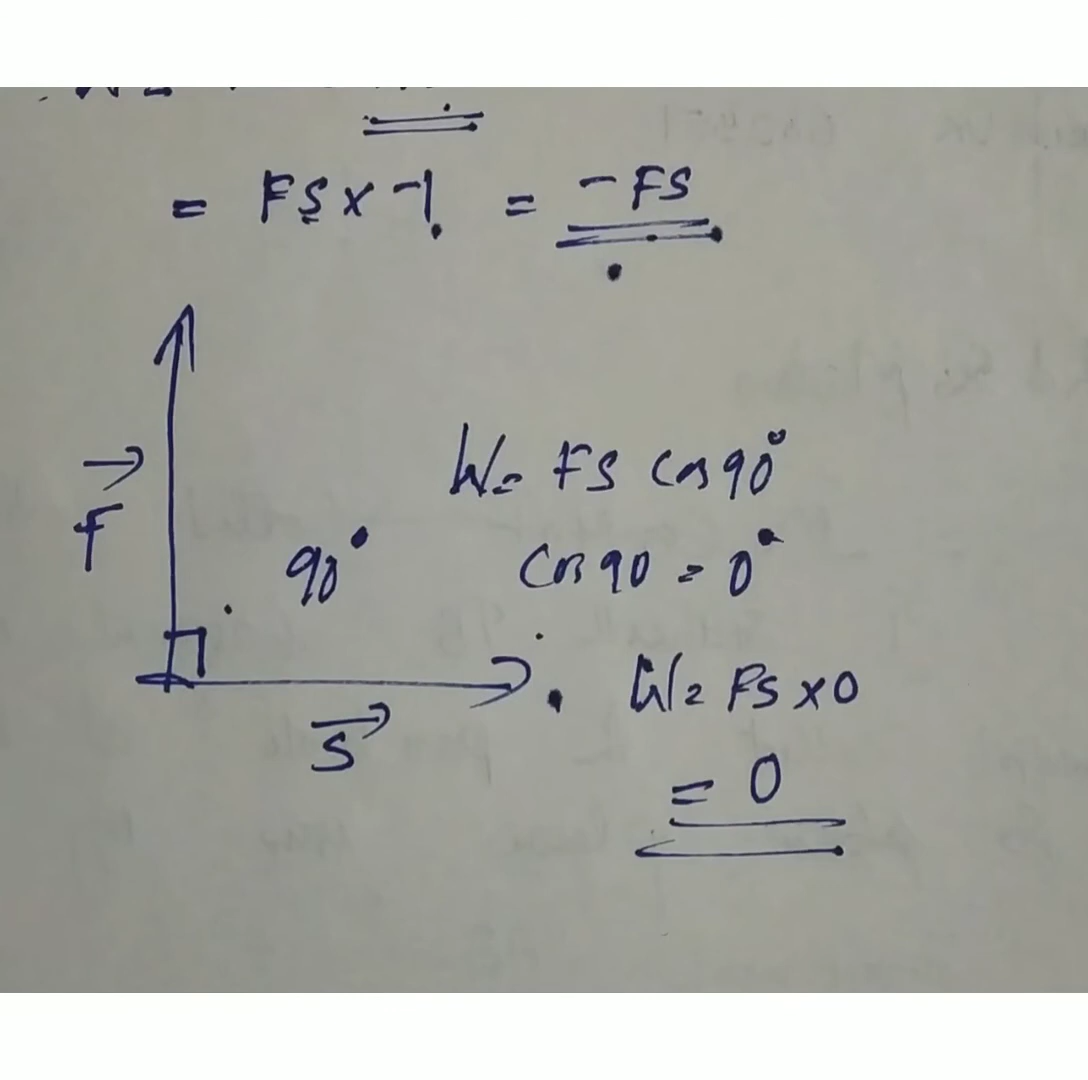 = FS x -1 = -FS
W = FS cos 90°
F
90°
cos 90 = 0°
W = FS x 0
S
= 0